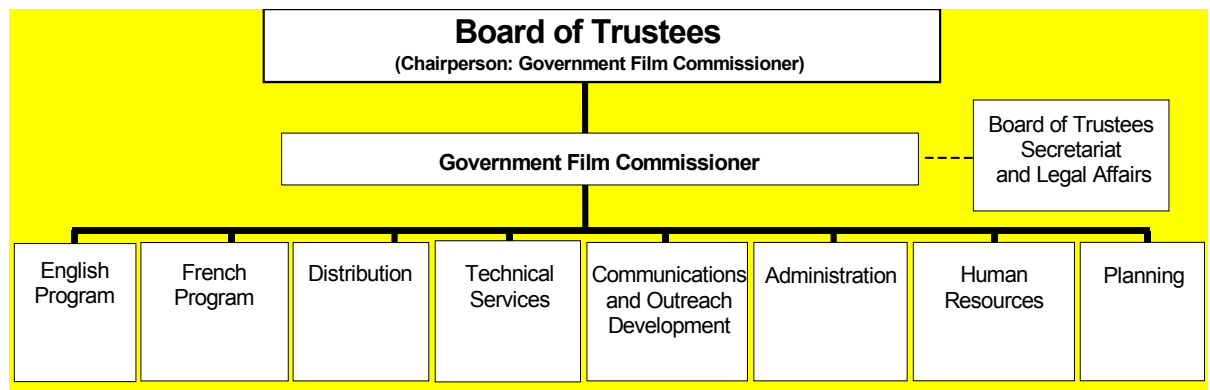 Board of Trustees
(Chairperson: Government Film Commissioner)
Government Film Commissioner
Board of Trustees
Secretariat
and Legal Affairs
English
Program
French
Program
Distribution
Technical
Services
Communications
and Outreach
Development
Administration
Human
Resources
Planning